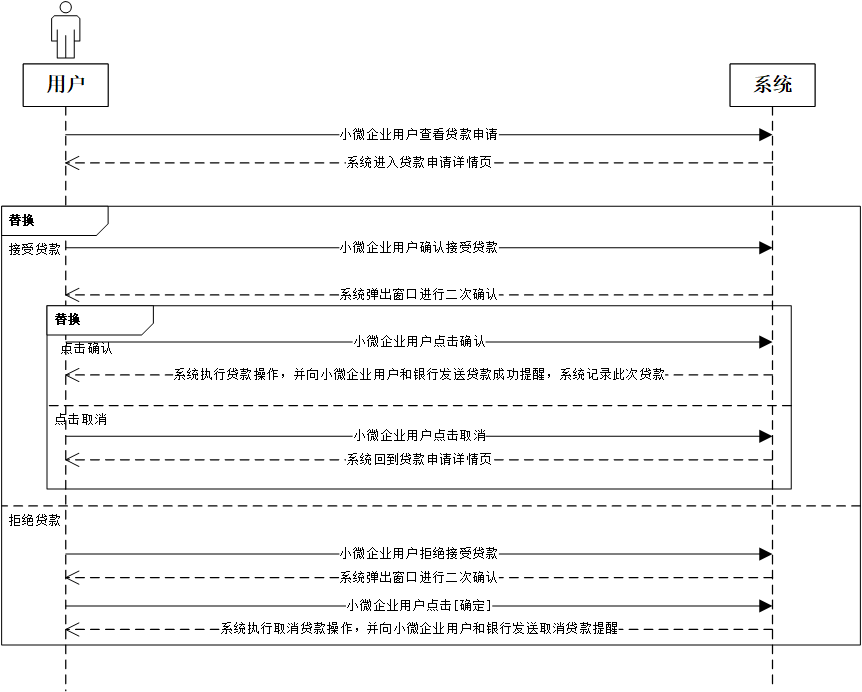 用户
系统
小微企业用户查看贷款申请
系统进入贷款申请详情页
替换
接受贷款
小微企业用户确认接受贷款
系统弹出窗口进行二次确认
替换
小微企业用户点击确认
点击确认
系统执行贷款操作，并向小微企业用户和银行发送贷款成功提醒，系统记录此次贷款
点击取消
小微企业用户点击取消
系统回到贷款申请详情页
拒绝贷款
小微企业用户拒绝接受贷款
系统弹出窗口进行二次确认
小微企业用户点击[确定]
系统执行取消贷款操作，并向小微企业用户和银行发送取消贷款提醒